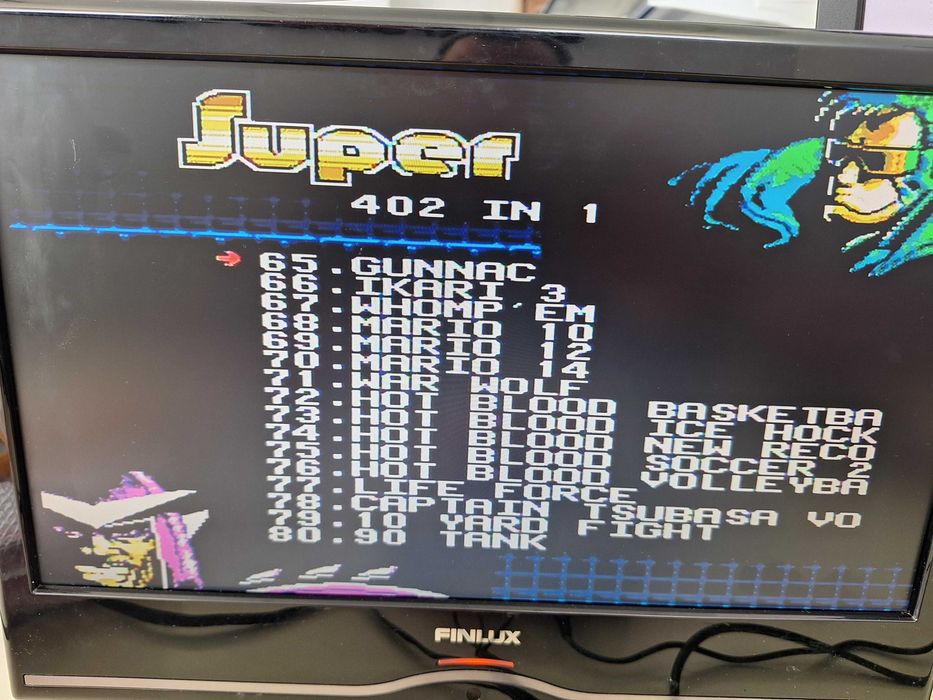 Super
402 IN 1
65.GUNNAC
66.IKARI 3
67.WHOMP'EM
68.MARIO 10
69.MARIO 12
70.MARIO 14
71.WAR WOLF
72.HOT BLOOD BASKETBA
73.HOT BLOOD ICE HOCK
74.HOT BLOOD NEW RECO
75.HOT BLOOD SOCCER 2
76.HOT BLOOD VOLLEYBA
77.LIFE FORCE
78.CAPTAIN TSUBASA VO
79.10 YARD FIGHT
80.90 TANK
FINLUX